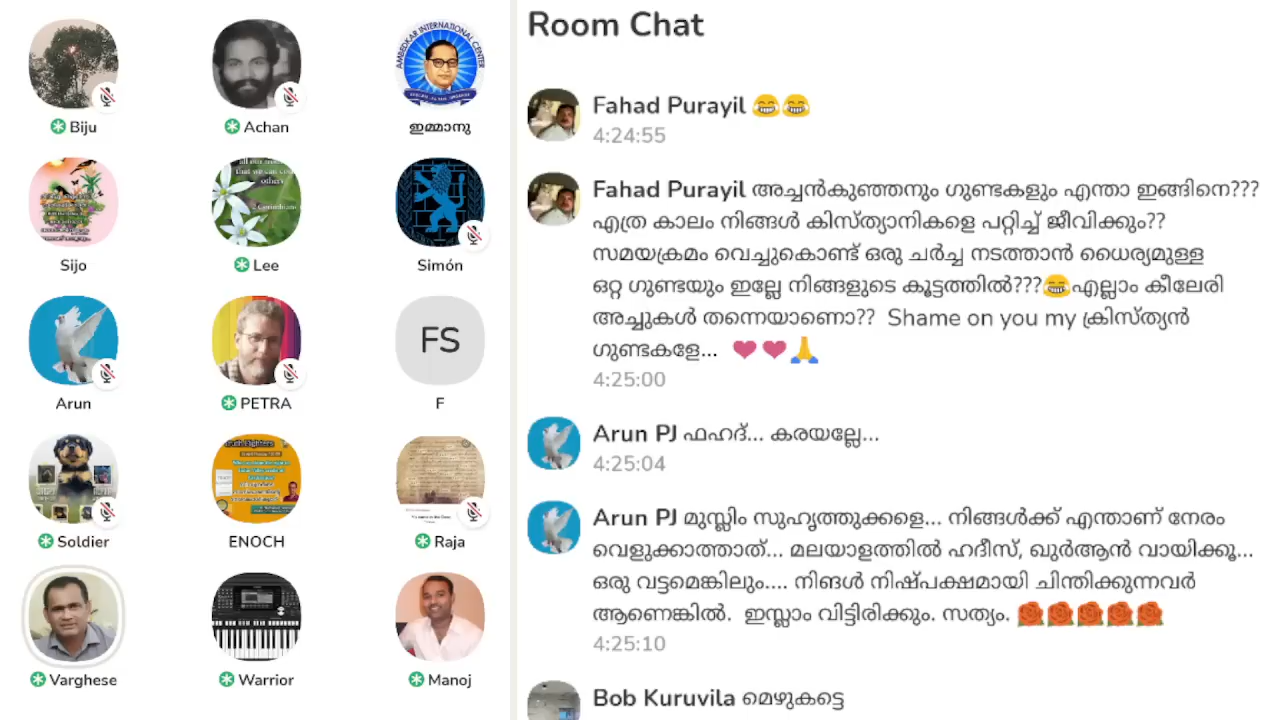 AMBEDKAR INTERNATIONAL CENTER
Biju
Achan
ഇമ്മാനു
Sijo
Lee
Simón
Arun
PETRA
FS
F
Soldier
ENOCH
Raja
Varghese
Warrior
Manoj
Room Chat
Fahad Purayil 😂😂
4:24:55
Fahad Purayil അച്ചൻകുഞ്ഞനും ഗുണ്ടകളും എന്താ ഇങ്ങിനെ???
എത്ര കാലം നിങ്ങൾ കിസ്ത്യാനികളെ പറ്റിച്ച് ജീവിക്കും??
സമയക്രമം വെച്ചുകൊണ്ട് ഒരു ചർച്ച നടത്താൻ ധൈര്യമുള്ള
ഒറ്റ ഗുണ്ടയും ഇല്ലേ നിങ്ങളുടെ കൂട്ടത്തിൽ???😂എല്ലാം കീലേരി
അച്ചുകൾ തന്നെയാണൊ?? Shame on you my ക്രിസ്ത്യൻ
ഗുണ്ടകളേ... ❤❤🙏
4:25:00
Arun PJ ഫഹദ്... കരയല്ലേ...
4:25:04
Arun PJ മുസ്ലിം സുഹൃത്തുക്കളെ... നിങ്ങൾക്ക് എന്താണ് നേരം
വെളുക്കാത്താത്... മലയാളത്തിൽ ഹദീസ്, ഖുർആൻ വായിക്കൂ...
ഒരു വട്ടമെങ്കിലും.... നിങൾ നിഷ്പക്ഷമായി ചിന്തിക്കുന്നവർ
ആണെങ്കിൽ. ഇസ്ലാം വിട്ടിരിക്കും. സത്യം. 🌹🌹🌹🌹🌹
4:25:10
Bob Kuruvila മെഴുകട്ടെ